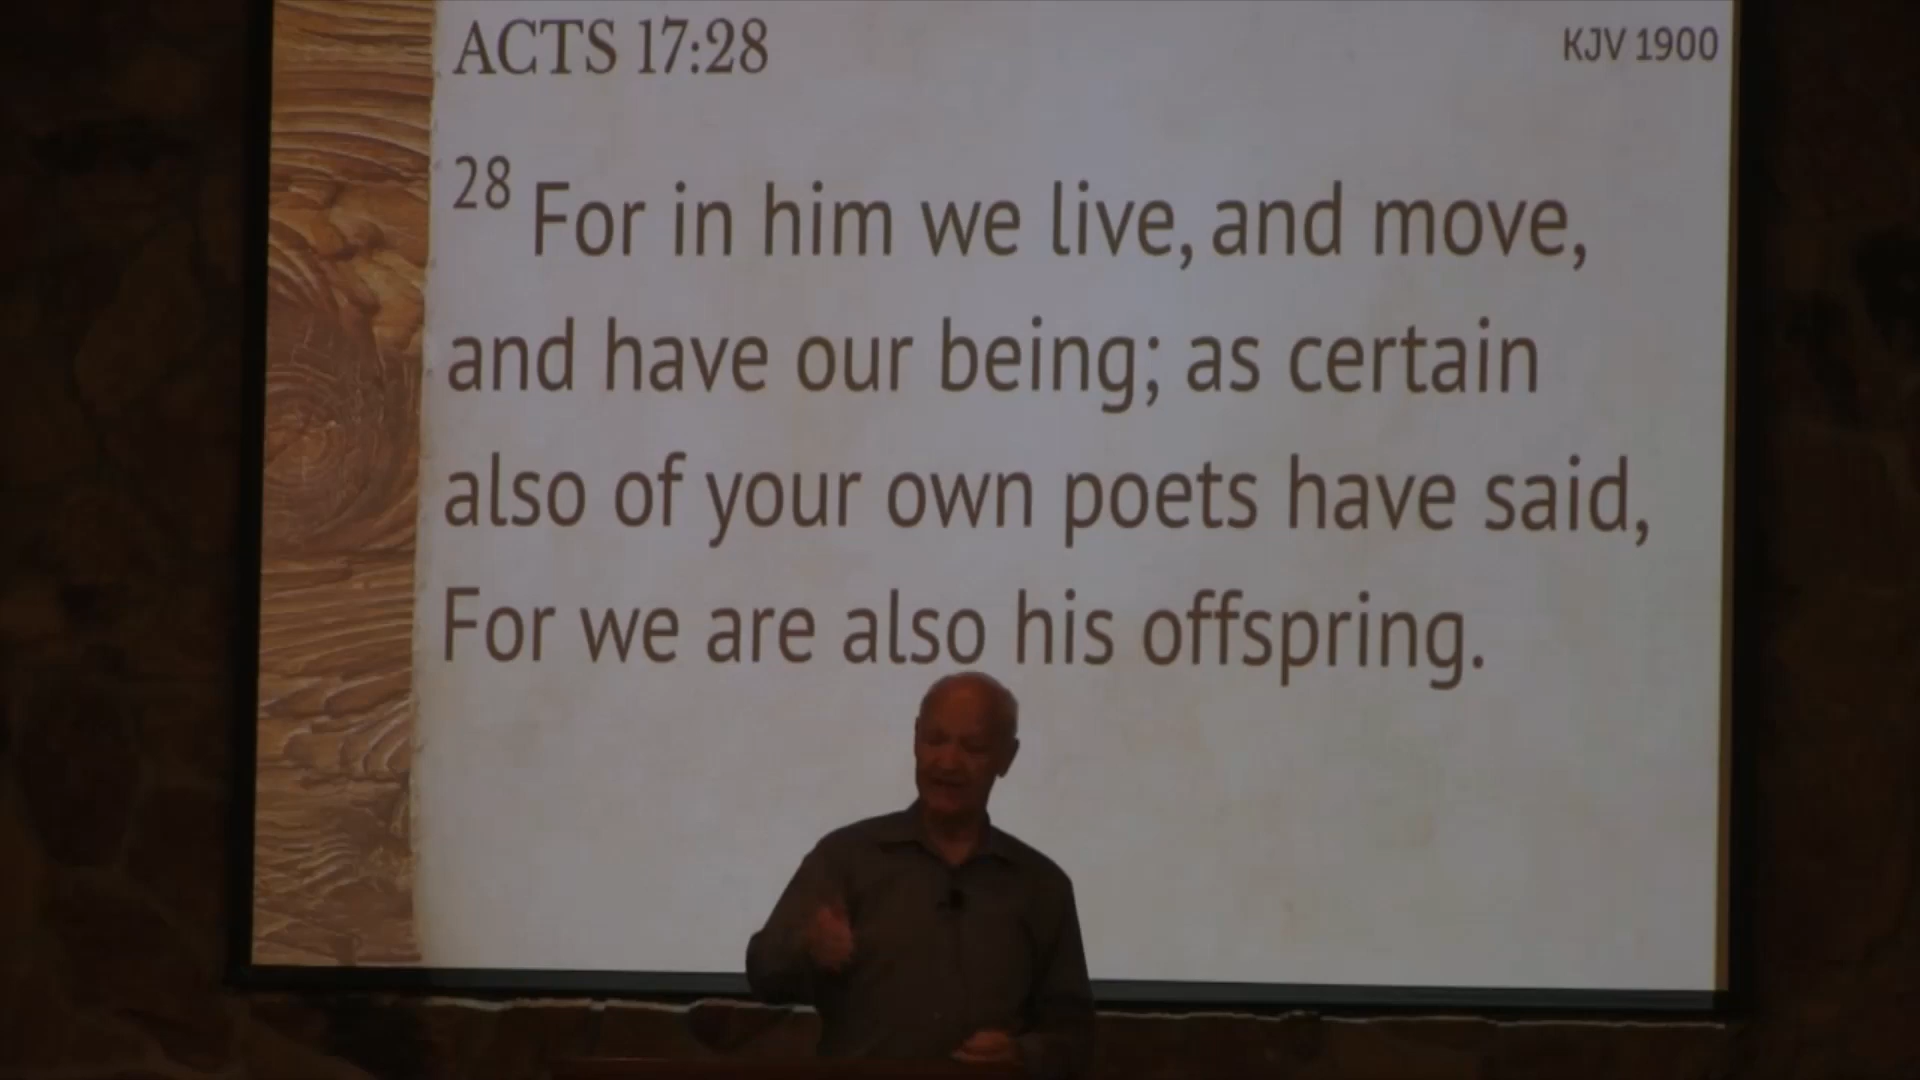 ACTS 17:28
KJV 1900
28 For in him we live, and move,
and have our being; as certain
also of your own poets have said,
For we are also his offspring.